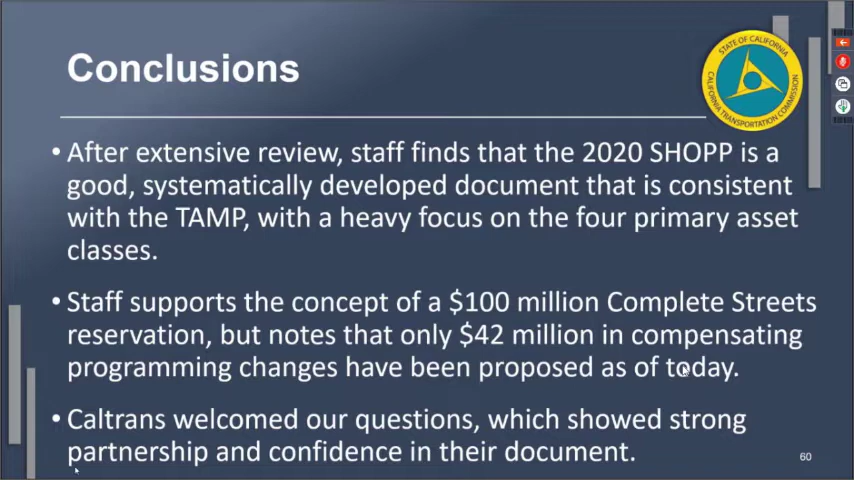 Conclusions
STATE OF CALIFORNIA
CALIFORNIA TRANSPORTATION COMMISSION
• After extensive review, staff finds that the 2020 SHOPP is a
good, systematically developed document that is consistent
with the TAMP, with a heavy focus on the four primary asset
classes.
• Staff supports the concept of a $100 million Complete Streets
reservation, but notes that only $42 million in compensating
programming changes have been proposed as of today.
• Caltrans welcomed our questions, which showed strong
partnership and confidence in their document.
60